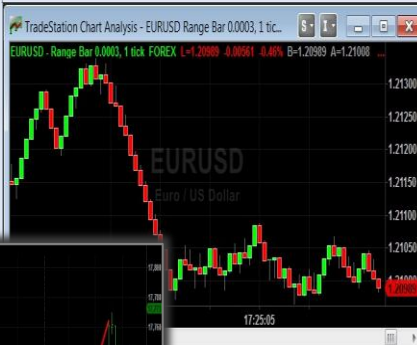 TradeStation Chart Analysis - EURUSD Range Bar 0.0003, 1 tic...
S
I
EURUSD - Range Bar 0.0003, 1 tick FOREX L=1.20989 -0.00561 -0.46% B=1.20989 A=1.21008 ...
1.21300
1.21250
1.21200
EURUSD
1.21150
Euro / US Dollar
1.21100
1.21050
1.20989
17:25:05